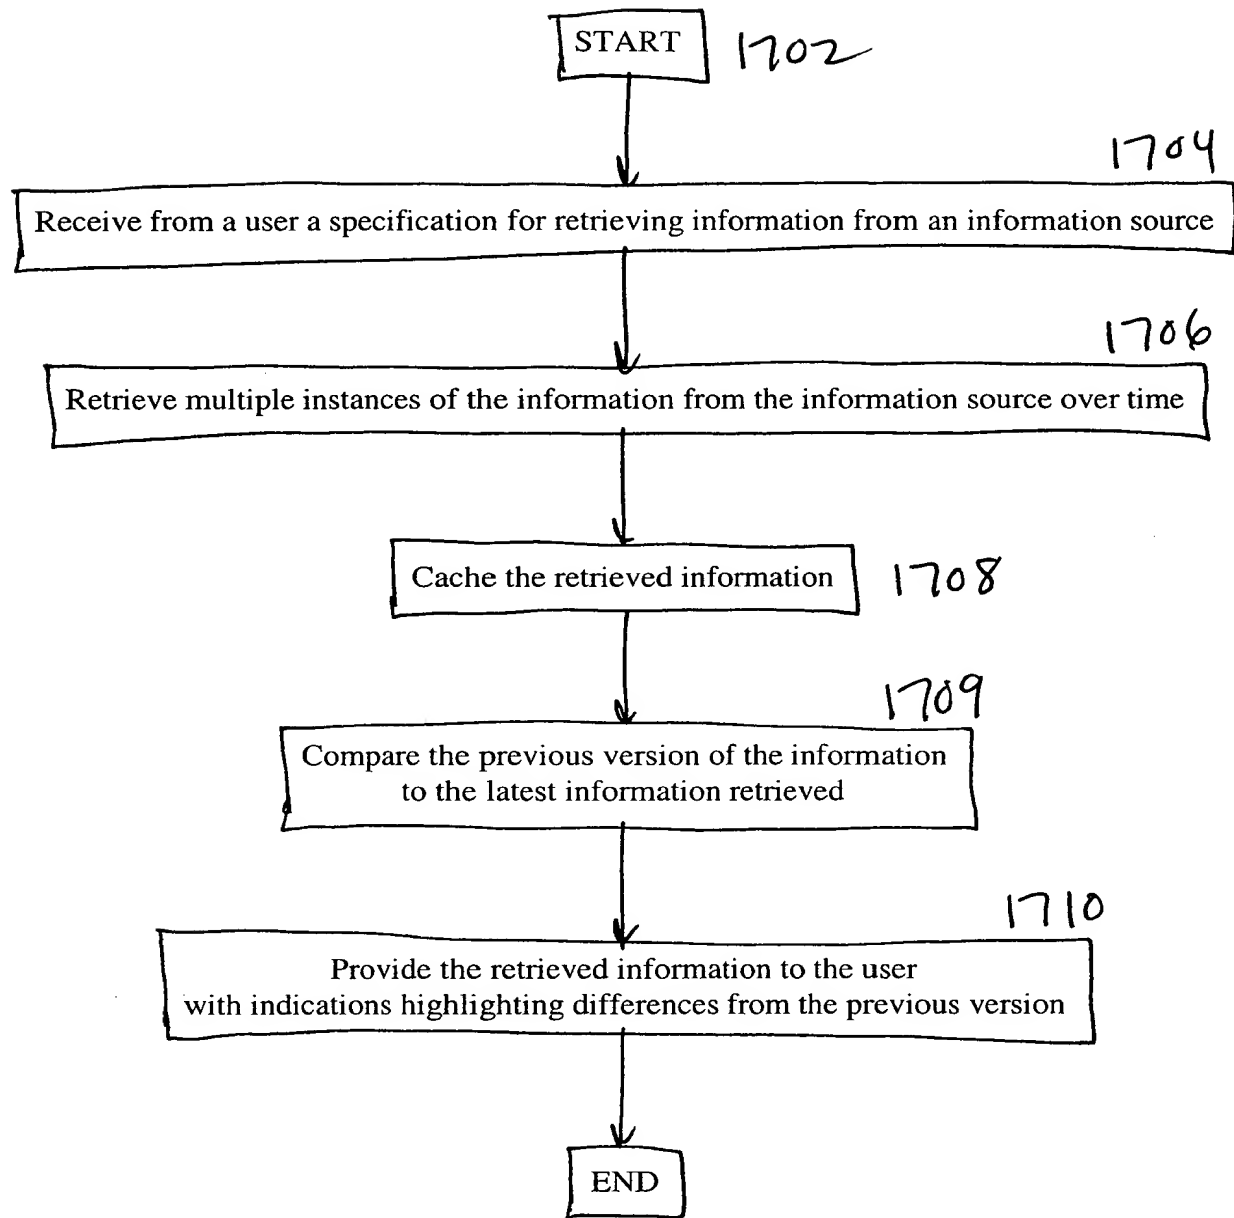 START 1702
1704
Receive from a user a specification for retrieving information from an information source
1706
Retrieve multiple instances of the information from the information source over time
Cache the retrieved information 1708
1709
Compare the previous version of the information
to the latest information retrieved
1710
Provide the retrieved information to the user
with indications highlighting differences from the previous version
END